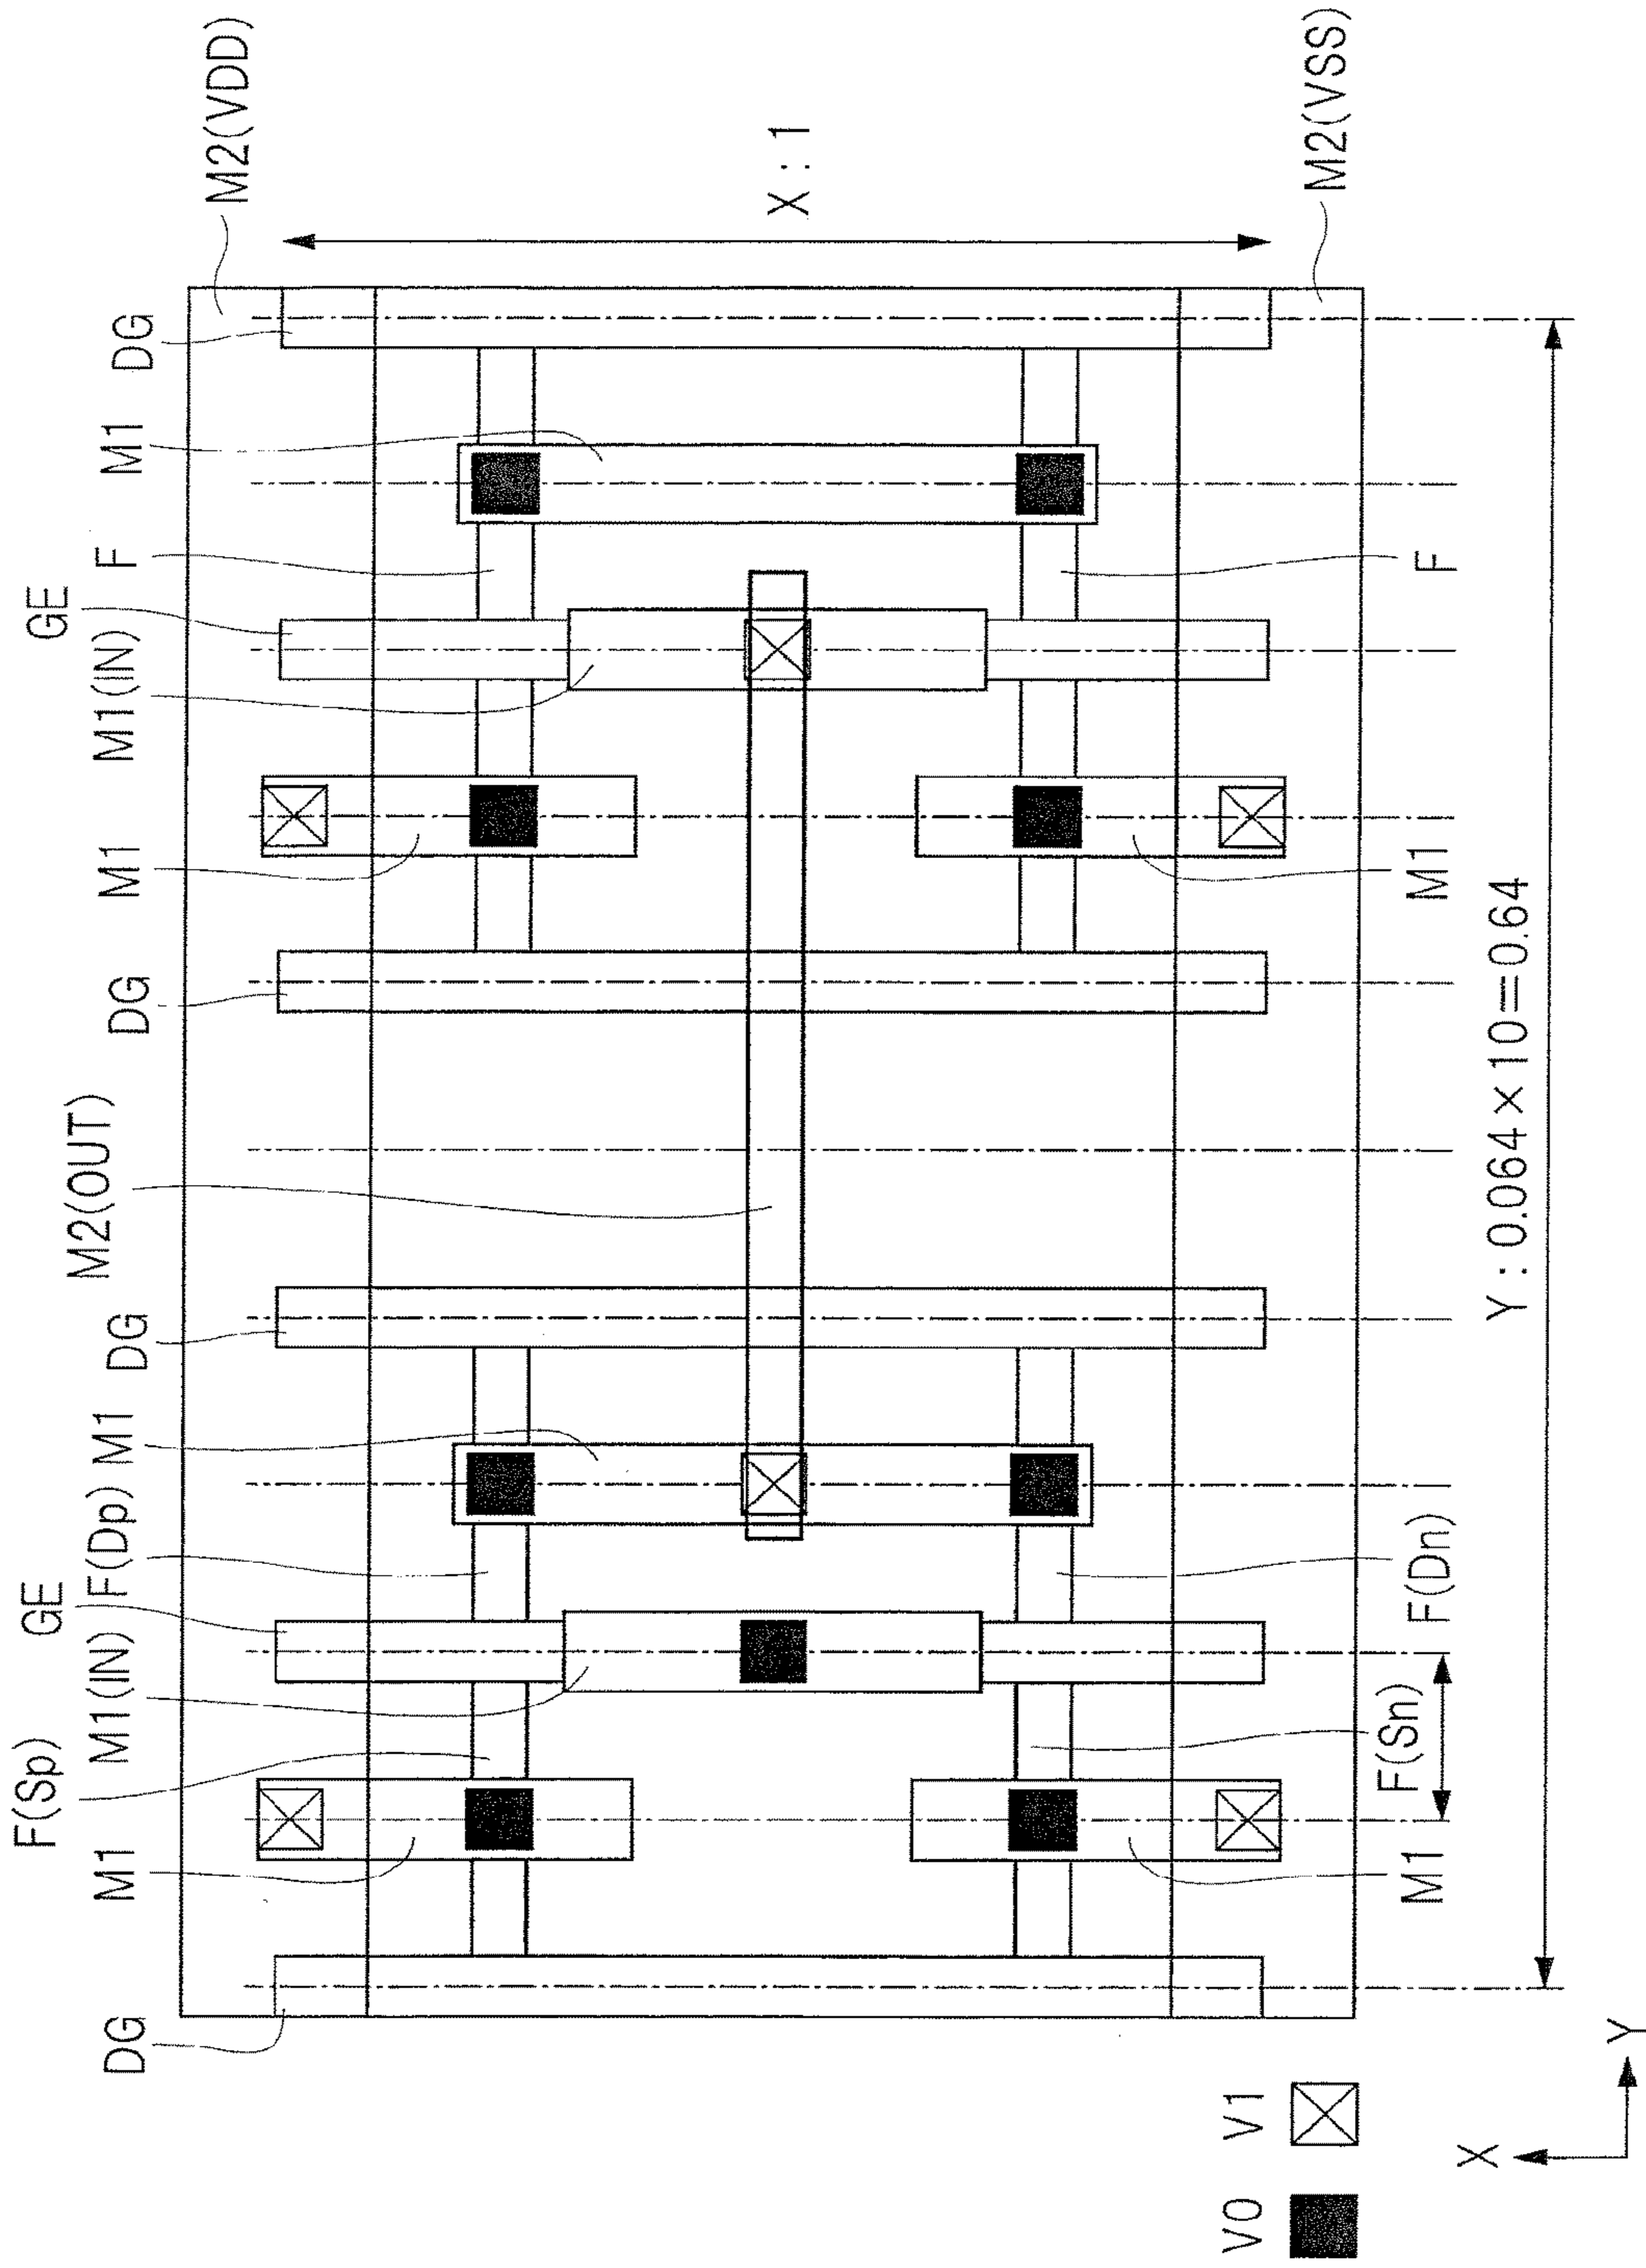 M2(VDD)
X : 1
M2(VSS)
DG
M1
F
GE
M1(IN)
M1
DG
M2(OUT)
DG
M1
F(Dp)
GE
M1(IN)
F(Sp)
M1
DG
F
M1
Y : 0.064×10=0.64
F(Dn)
F(Sn)
M1
V0
V1
X
Y